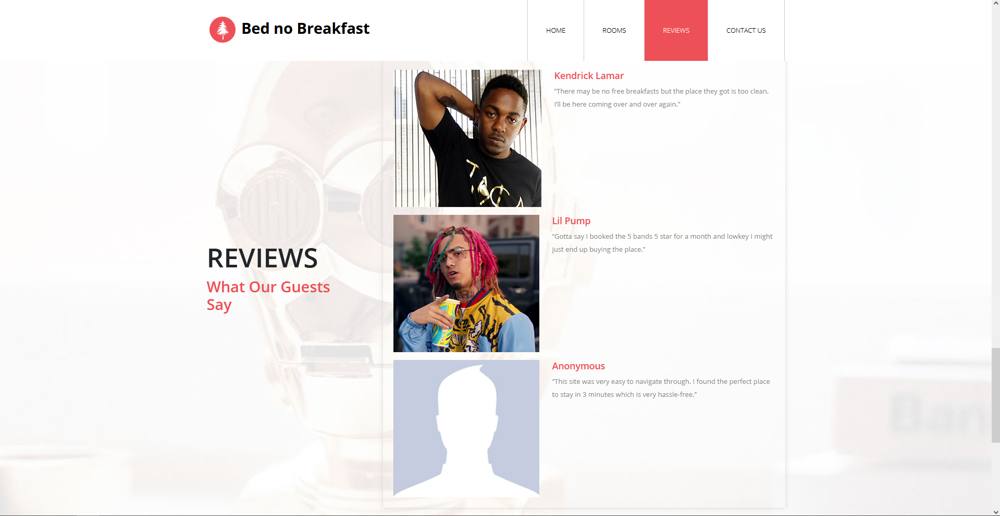 Bed no Breakfast
HOME
ROOMS
REVIEWS
CONTACT US
Kendrick Lamar
“There may be no free breakfasts but the place they got is too clean.
I’ll be here coming over and over again.”
Lil Pump
“Gotta say I booked the 5 bands 5 star for a month and lowkey I might
just end up buying the place.”
REVIEWS
What Our Guests
Say
Anonymous
“This site was very easy to navigate through. I found the perfect place
to stay in 3 minutes which is very hassle-free.”
Ban